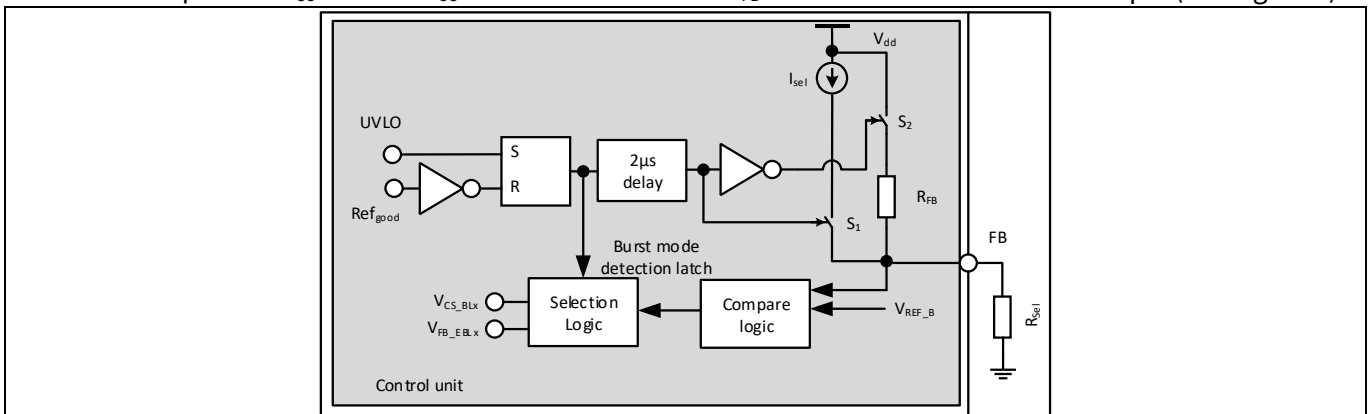 V_dd
I_sel
UVLO
S_2
S
2µs
delay
R
R_FB
Ref_good
S_1
FB
Burst mode
detection latch
V_CS_BLx
Selection
Logic
Compare
logic
V_REF_B
R_Sel
V_FB_EBLx
Control unit